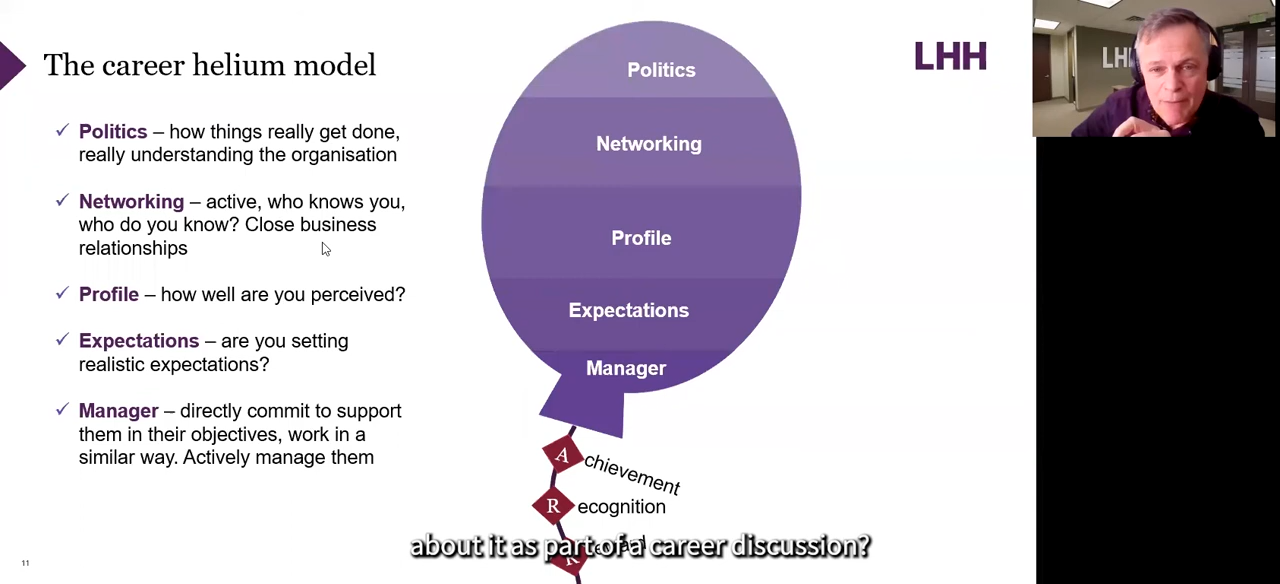 The career helium model
LHH
Politics – how things really get done,
really understanding the organisation
Networking – active, who knows you,
who do you know? Close business
relationships
Profile – how well are you perceived?
Expectations – are you setting
realistic expectations?
Manager – directly commit to support
them in their objectives, work in a
similar way. Actively manage them
Politics
Networking
Profile
Expectations
Manager
Achievement
Recognition
R
about it as part of a career discussion?
11
LH